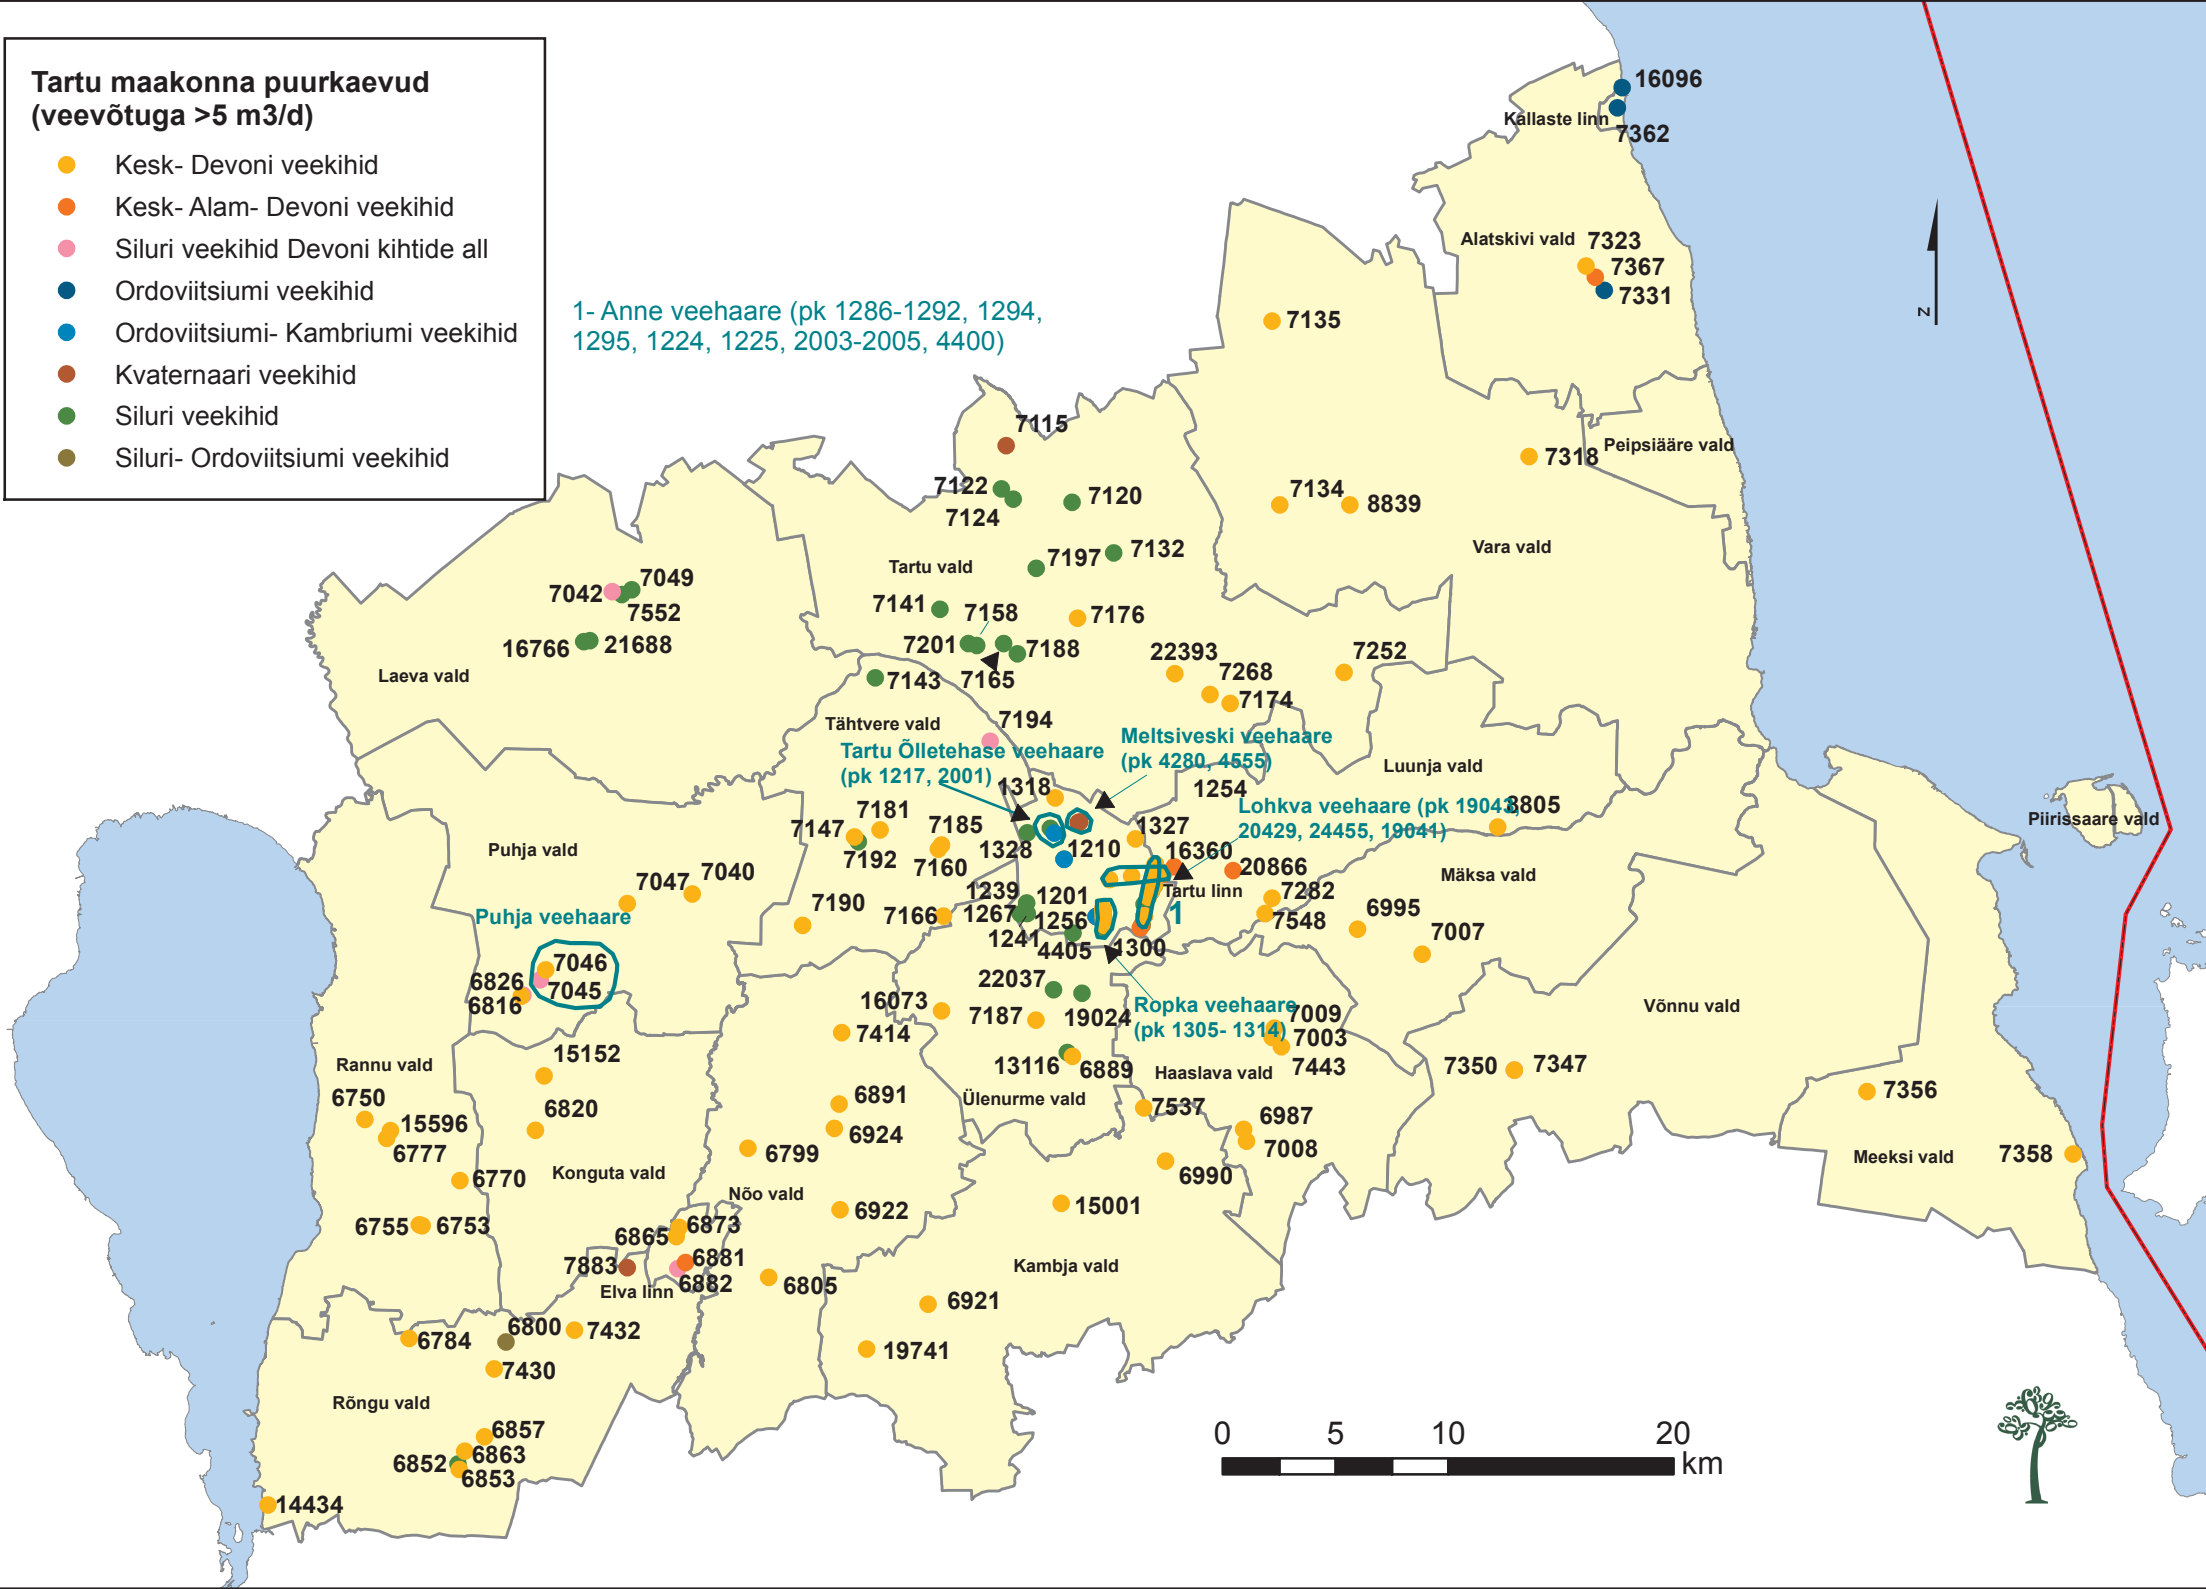 Tartu maakonna puurkaevud
(veevõtuga >5 m3/d)
Kesk- Devoni veekihid
Kesk- Alam- Devoni veekihid
Siluri veekihid Devoni kihtide all
Ordoviitsiumi veekihid
Ordoviitsiumi- Kambriumi veekihid
Kvaternaari veekihid
Siluri veekihid
Siluri- Ordoviitsiumi veekihid
1- Anne veehaare (pk 1286-1292, 1294,
1295, 1224, 1225, 2003-2005, 4400)
16096
Kallaste linn
7362
Alatskivi vald
7323
7367
7331
N
7135
7115
Peipsiääre vald
7318
7122
7124
7120
7134
8839
Vara vald
7197
7132
Tartu vald
7042
7049
7552
16766
21688
Laeva vald
7141
7158
7176
7201
7188
7165
7143
22393
7268
7174
7252
Tähtvere vald
7194
Tartu Õlletehase veehaare
(pk 1217, 2001)
Meltsiveski veehaare
(pk 4280, 4555)
Luunja vald
1318
1254
Lohkva veehaare (pk 19043,
20429, 24455, 19041)
8805
Piirissaare vald
7181
7147
7192
7185
7160
1328
1210
1327
16360
20866
Tartu linn
7282
7548
Mäksa vald
Puhja vald
7047
7040
Puhja veehaare
7190
7166
1239
1267
1201
1256
1241
4405
1300
1
6995
7007
7046
7045
6826
6816
22037
19024
16073
7187
7414
Ropka veehaare
(pk 1305- 1314)
7009
7003
7443
Võnnu vald
13116
6889
Haaslava vald
Ülenurme vald
7350
7347
7356
7358
Meeksi vald
Rannu vald
15152
6820
6750
15596
6777
6770
6755
6753
Konguta vald
6891
6924
6799
Nõo vald
6922
7537
6987
7008
6990
15001
Kambja vald
6873
6865
6881
6882
7883
Elva linn
6805
6921
19741
6784
6800
7432
7430
Rõngu vald
6857
6863
6852
6853
14434
0 5 10 20
km